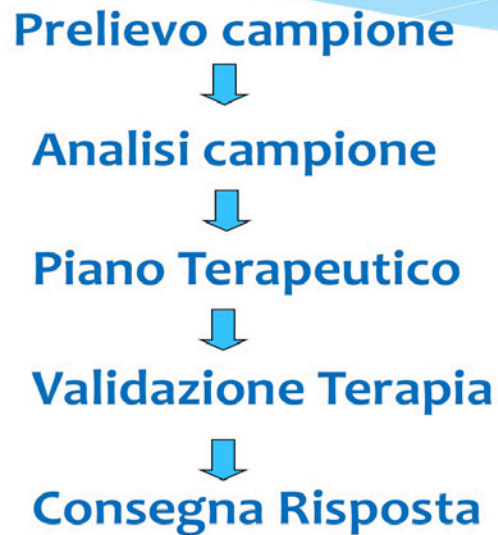 Prelievo campione
Analisi campione
Piano Terapeutico
Validazione Terapia
Consegna Risposta